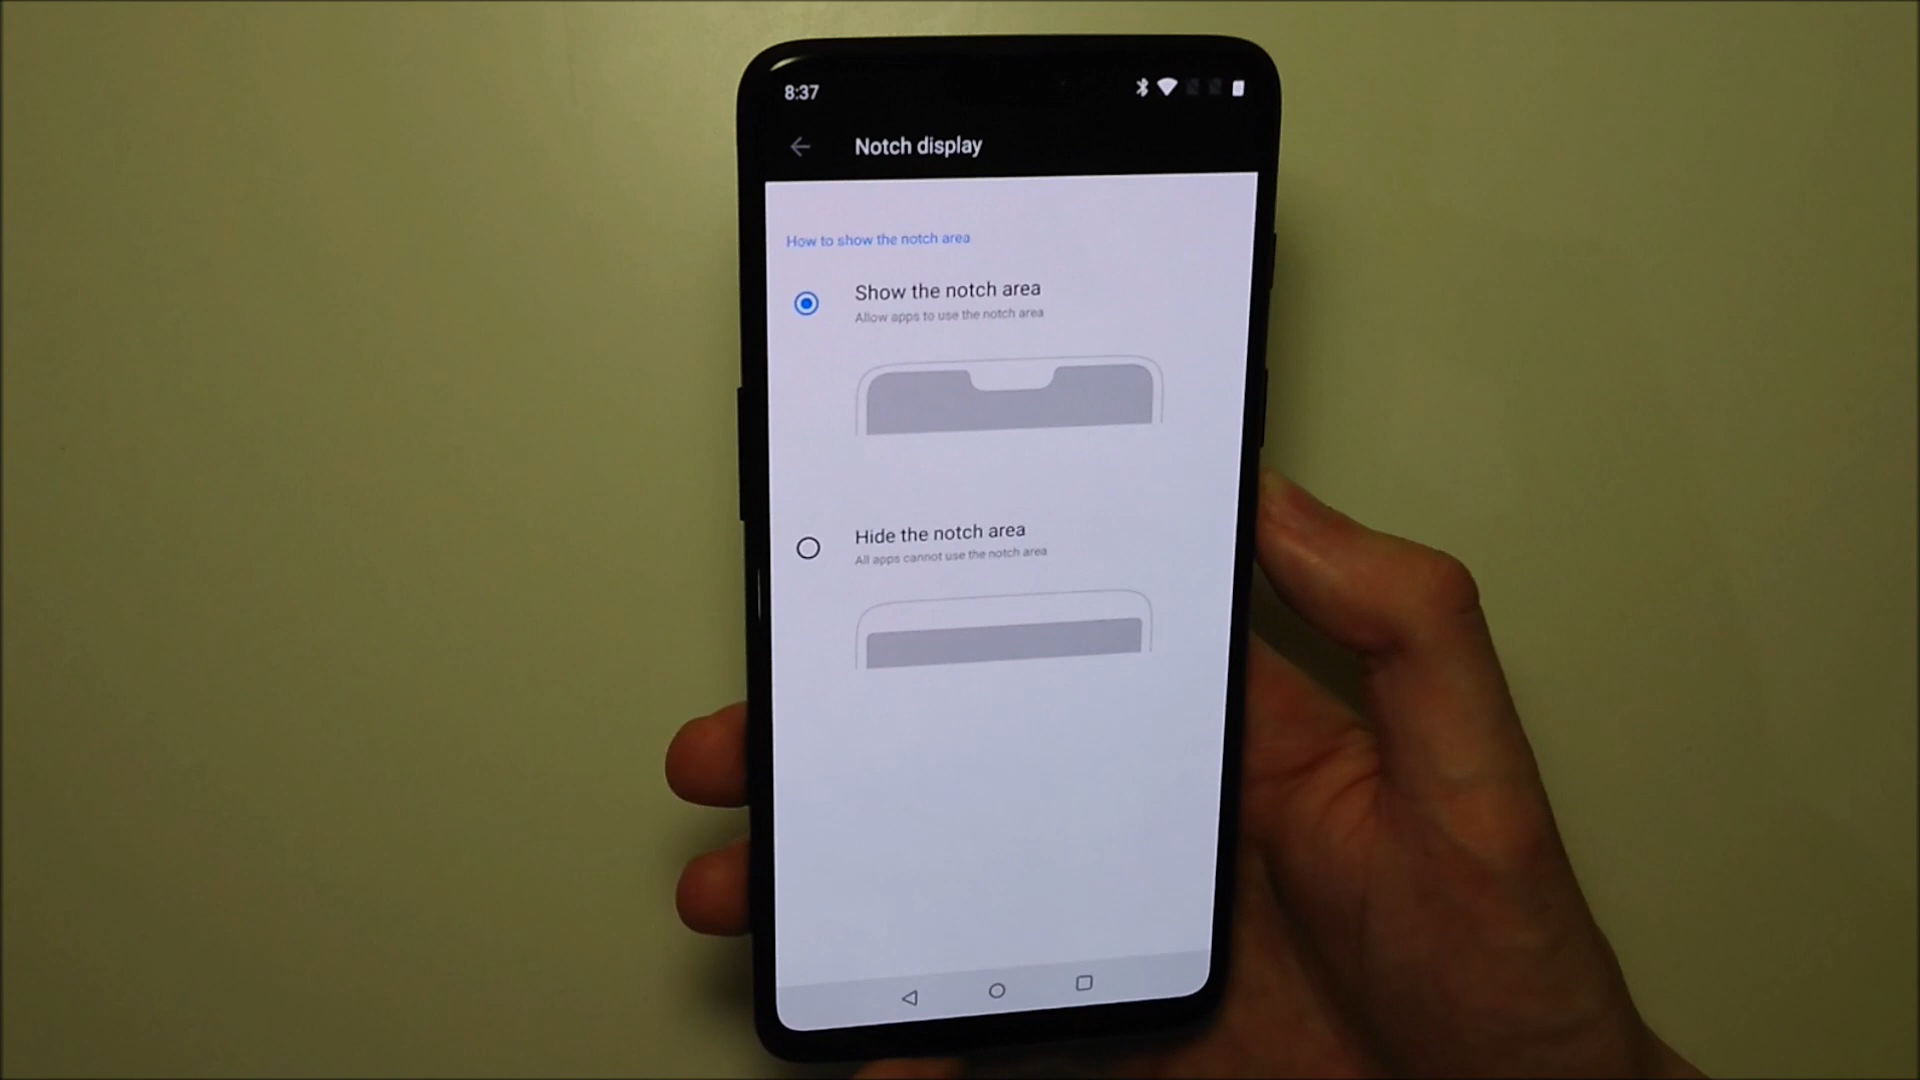 8:37
Notch display
How to show the notch area
Show the notch area
Allow apps to use the notch area
Hide the notch area
All apps cannot use the notch area